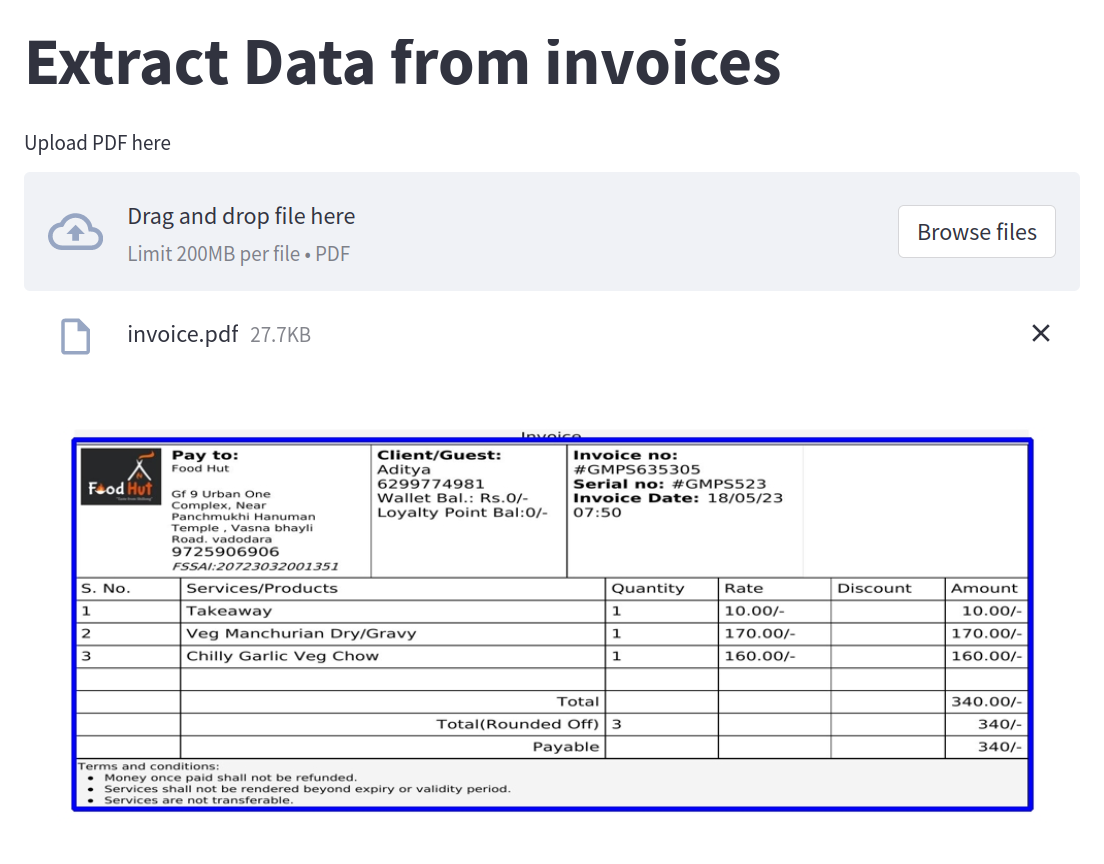 Extract Data from invoices
Upload PDF here
Drag and drop file here
Limit 200MB per file • PDF
Browse files
invoice.pdf 27.7KB
Invoice
Food Hut
Pay to:
Food Hut
Gf 9 Urban One
Complex, Near
Panchmukhi Hanuman
Temple , Vasna bhayli
Road. vadodara
9725906906
FSSAI:20723032001351
Client/Guest:
Aditya
6299774981
Wallet Bal.: Rs.0/-
Loyalty Point Bal:0/-
Invoice no:
#GMPS635305
Serial no: #GMPS523
Invoice Date: 18/05/23
07:50
S. No. Services/Products Quantity Rate Discount Amount
1 Takeaway 1 10.00/- 10.00/-
2 Veg Manchurian Dry/Gravy 1 170.00/- 170.00/-
3 Chilly Garlic Veg Chow 1 160.00/- 160.00/-
Total 340.00/-
Total(Rounded Off) 3 340/-
Payable 340/-
Terms and conditions:
• Money once paid shall not be refunded.
• Services shall not be rendered beyond expiry or validity period.
• Services are not transferable.